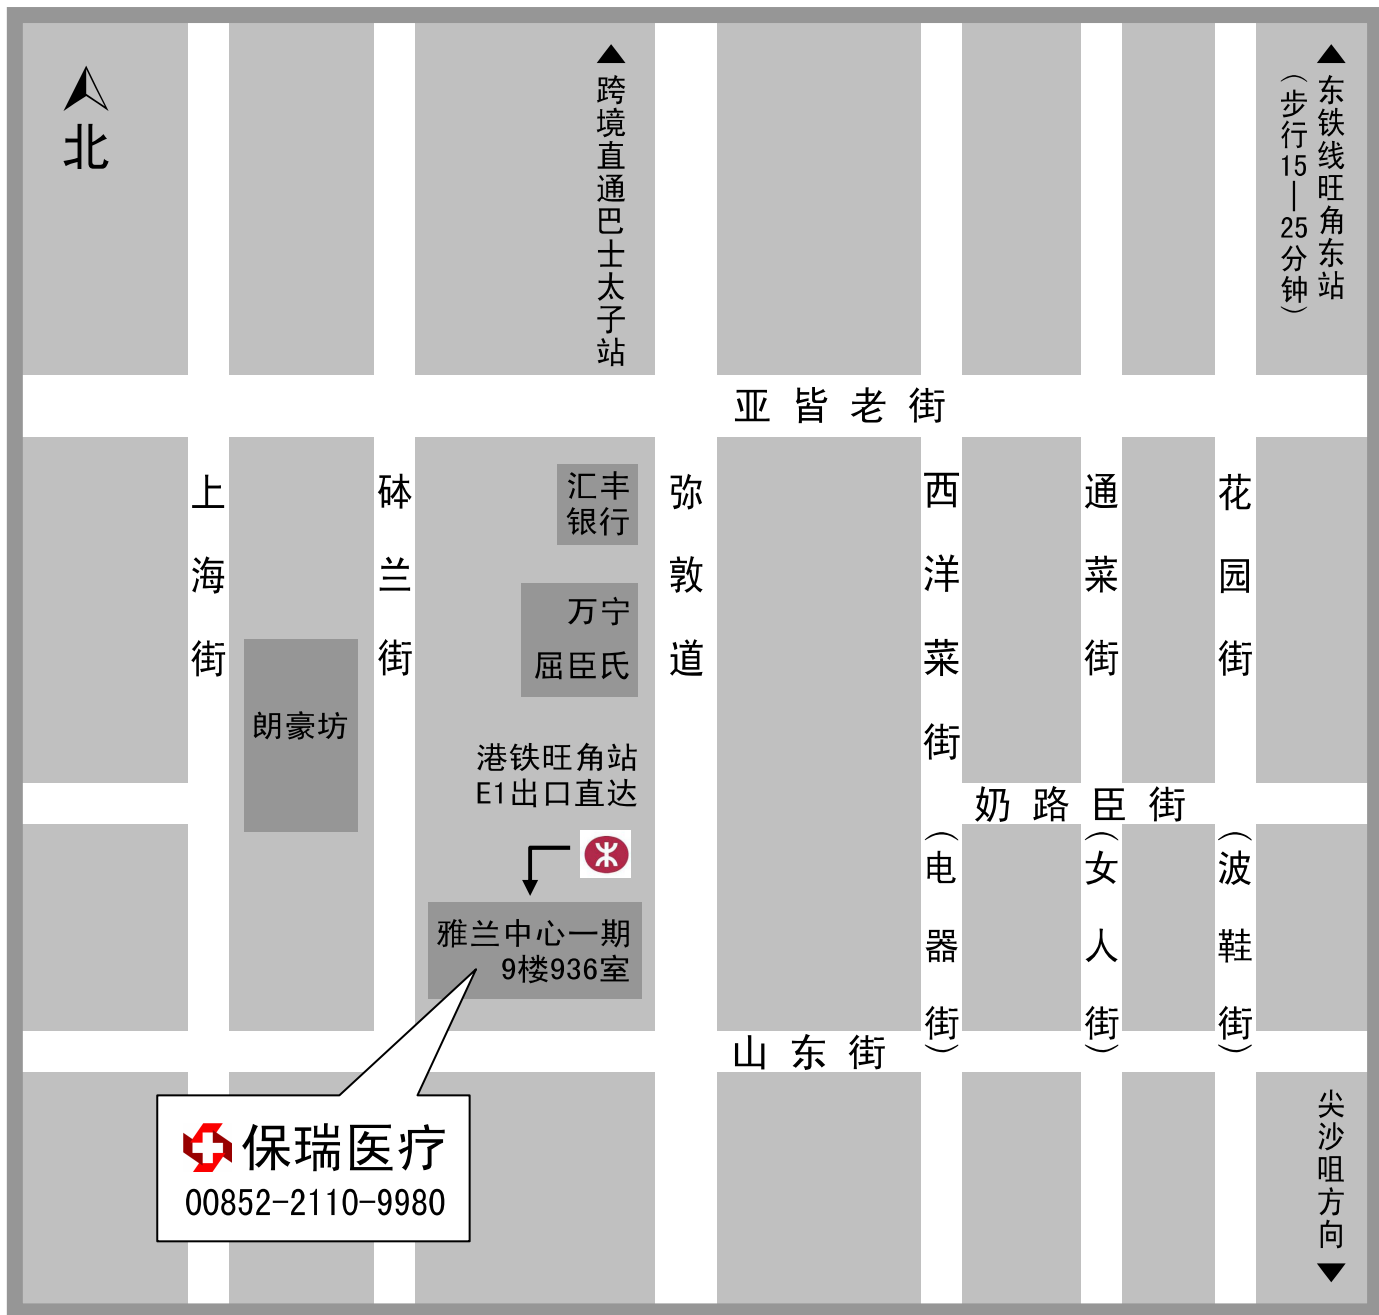 北
跨境直通巴士太子站
东铁线旺角东站
（步行15—25分钟）
亚皆老街
上海街
砵兰街
汇丰
银行
弥敦道
西洋菜街
（电器街）
通菜街
（女人街）
花园街
（波鞋街）
万宁
屈臣氏
朗豪坊
港铁旺角站
E1出口直达
奶路臣街
雅兰中心一期
9楼936室
山东街
保瑞医疗
00852-2110-9980
尖沙咀方向